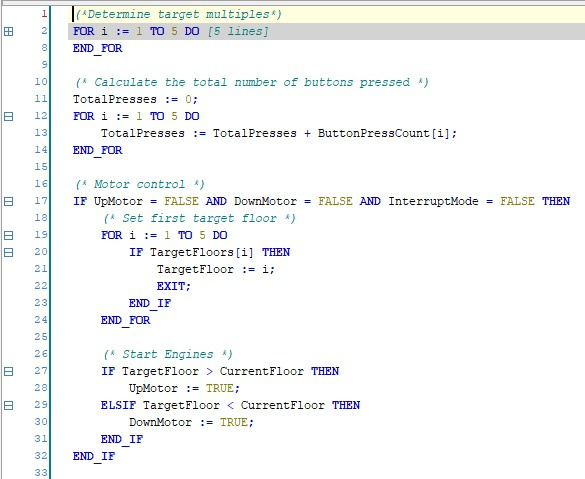 1 (*Determine target multiples*)
2 FOR i := 1 TO 5 DO [5 lines]
8 END_FOR
9
10 (* Calculate the total number of buttons pressed *)
11 TotalPresses := 0;
12 FOR i := 1 TO 5 DO
13 TotalPresses := TotalPresses + ButtonPressCount[i];
14 END_FOR
15
16 (* Motor control *)
17 IF UpMotor = FALSE AND DownMotor = FALSE AND InterruptMode = FALSE THEN
18 (* Set first target floor *)
19 FOR i := 1 TO 5 DO
20 IF TargetFloors[i] THEN
21 TargetFloor := i;
22 EXIT;
23 END_IF
24 END_FOR
25
26 (* Start Engines *)
27 IF TargetFloor > CurrentFloor THEN
28 UpMotor := TRUE;
29 ELSIF TargetFloor < CurrentFloor THEN
30 DownMotor := TRUE;
31 END_IF
32 END_IF
33